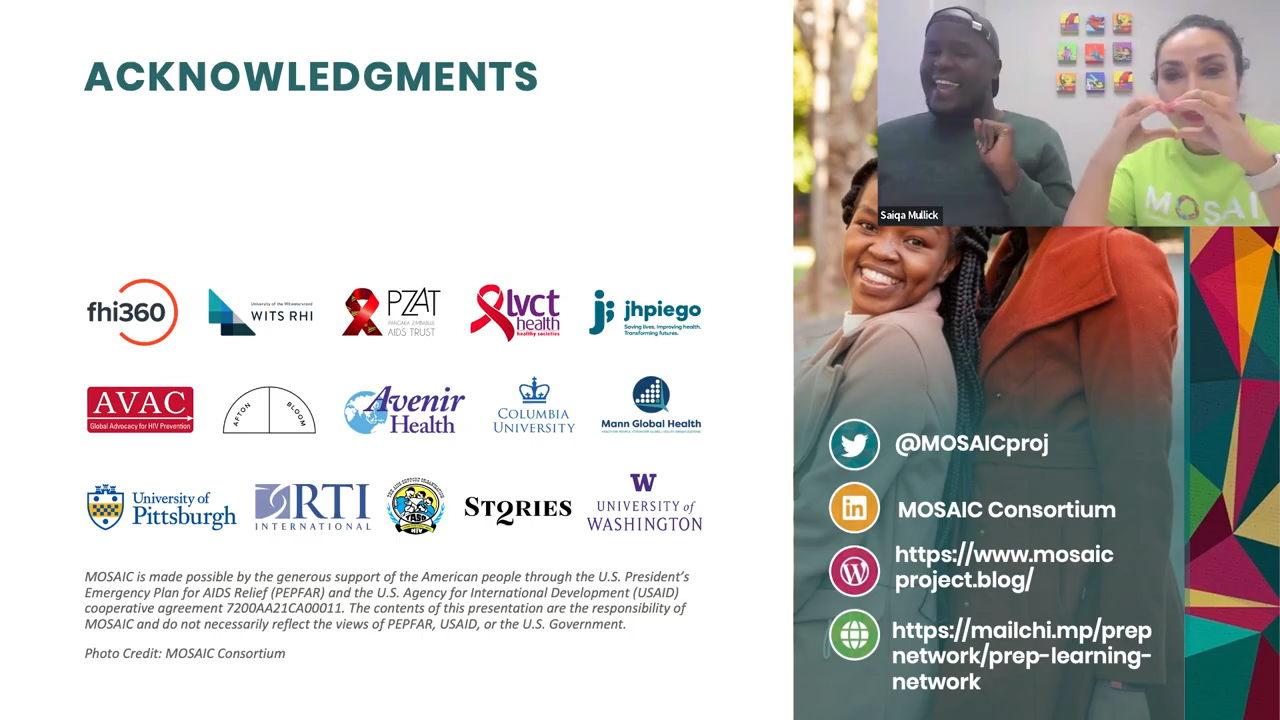 ACKNOWLEDGMENTS
Saiqa Mullick
MOSAI
fhi360
University of the Witwatersrand
WITS RHI
PZAT
PANGAEA ZIMBABWE
AIDS TRUST
lvct
health
healthy societies
jhpiego
Saving lives. Improving health.
Transforming futures.
AVAC
Global Advocacy for HIV Prevention
AFTON
BLOOM
Avenir
Health
COLUMBIA
UNIVERSITY
Mann Global Health
University of
Pittsburgh
RTI
INTERNATIONAL
STORIES
W
UNIVERSITY of
WASHINGTON
MOSAIC is made possible by the generous support of the American people through the U.S. President’s
Emergency Plan for AIDS Relief (PEPFAR) and the U.S. Agency for International Development (USAID)
cooperative agreement 7200AA21CA00011. The contents of this presentation are the responsibility of
MOSAIC and do not necessarily reflect the views of PEPFAR, USAID, or the U.S. Government.
Photo Credit: MOSAIC Consortium
@MOSAICproj
MOSAIC Consortium
https://www.mosaic
project.blog/
https://mailchi.mp/prep
network/prep-learning-
network